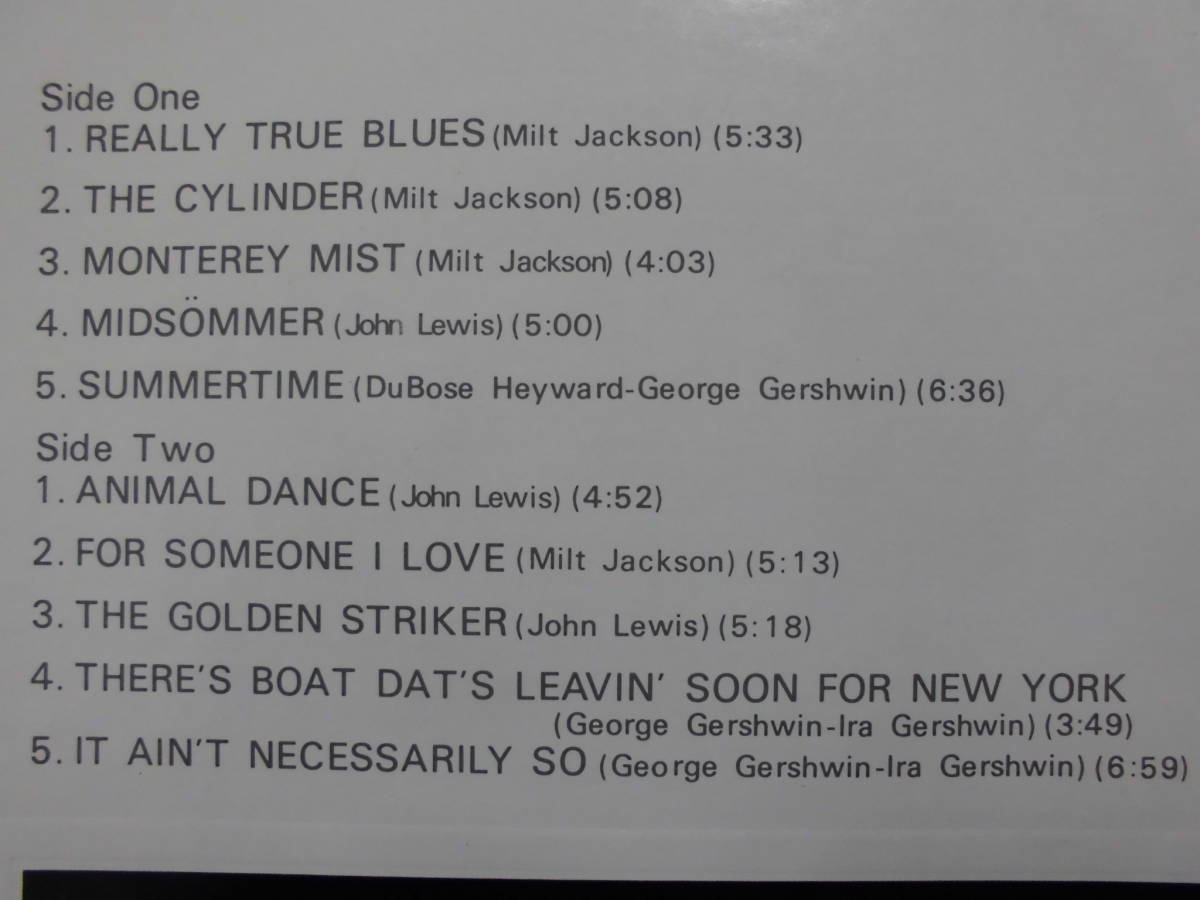 Side One
1. REALLY TRUE BLUES (Milt Jackson) (5:33)
2. THE CYLINDER (Milt Jackson) (5:08)
3. MONTEREY MIST (Milt Jackson) (4:03)
4. MIDSÖMMER (John Lewis) (5:00)
5. SUMMERTIME (DuBose Heyward-George Gershwin) (6:36)
Side Two
1. ANIMAL DANCE (John Lewis) (4:52)
2. FOR SOMEONE I LOVE (Milt Jackson) (5:13)
3. THE GOLDEN STRIKER (John Lewis) (5:18)
4. THERE'S BOAT DAT'S LEAVIN' SOON FOR NEW YORK
(George Gershwin-Ira Gershwin) (3:49)
5. IT AIN'T NECESSARILY SO (George Gershwin-Ira Gershwin) (6:59)